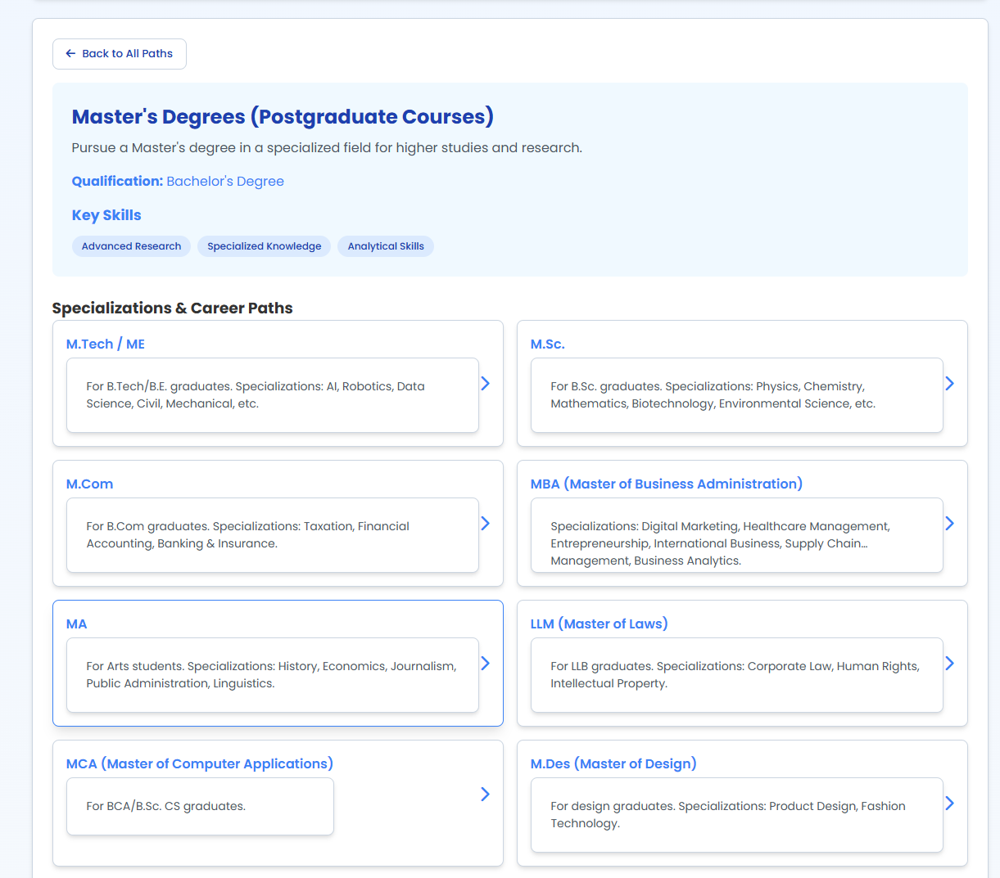 ← Back to All Paths
Master's Degrees (Postgraduate Courses)
Pursue a Master's degree in a specialized field for higher studies and research.
Qualification: Bachelor's Degree
Key Skills
Advanced Research
Specialized Knowledge
Analytical Skills
Specializations & Career Paths
M.Tech / ME
For B.Tech/B.E. graduates. Specializations: AI, Robotics, Data
Science, Civil, Mechanical, etc.
M.Sc.
For B.Sc. graduates. Specializations: Physics, Chemistry,
Mathematics, Biotechnology, Environmental Science, etc.
M.Com
For B.Com graduates. Specializations: Taxation, Financial
Accounting, Banking & Insurance.
MBA (Master of Business Administration)
Specializations: Digital Marketing, Healthcare Management,
Entrepreneurship, International Business, Supply Chain…
Management, Business Analytics.
MA
For Arts students. Specializations: History, Economics, Journalism,
Public Administration, Linguistics.
LLM (Master of Laws)
For LLB graduates. Specializations: Corporate Law, Human Rights,
Intellectual Property.
MCA (Master of Computer Applications)
For BCA/B.Sc. CS graduates.
M.Des (Master of Design)
For design graduates. Specializations: Product Design, Fashion
Technology.